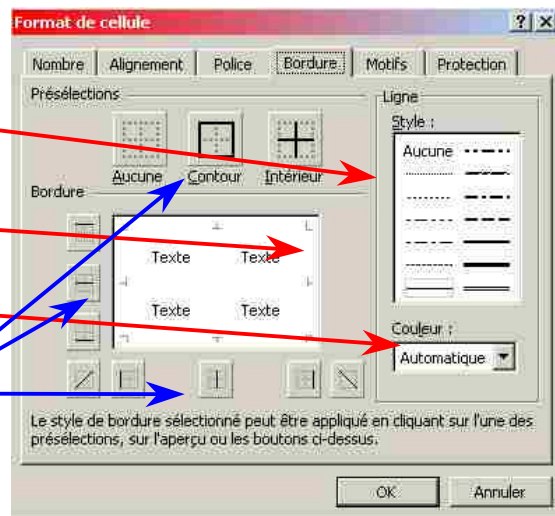 Format de cellule
Nombre Alignement Police Bordure Motifs Protection
Présélections
Aucune Contour Intérieur
Bordure
Texte Texte
Texte Texte
Ligne
Style :
Aucune
Couleur :
Automatique
Le style de bordure sélectionné peut être appliqué en cliquant sur l'une des
présélections, sur l'aperçu ou les boutons ci-dessus.
OK Annuler